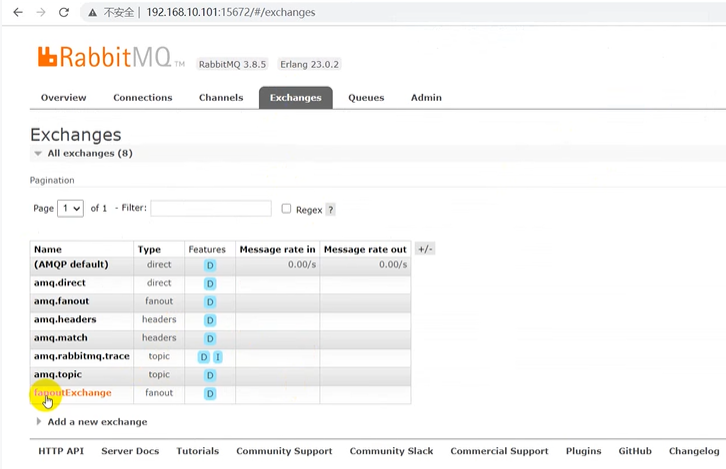 不安全 | 192.168.10.101:15672/#/exchanges
RabbitMQ TM RabbitMQ 3.8.5 Erlang 23.0.2
Overview Connections Channels Exchanges Queues Admin
Exchanges
All exchanges (8)
Pagination
Page 1 of 1 - Filter: Regex ?
Name Type Features Message rate in Message rate out +/-
(AMQP default) direct D 0.00/s 0.00/s
amq.direct direct D
amq.fanout fanout D
amq.headers headers D
amq.match headers D
amq.rabbitmq.trace topic D I
amq.topic topic D
fanoutExchange fanout D
Add a new exchange
HTTP API Server Docs Tutorials Community Support Community Slack Commercial Support Plugins GitHub Changelog